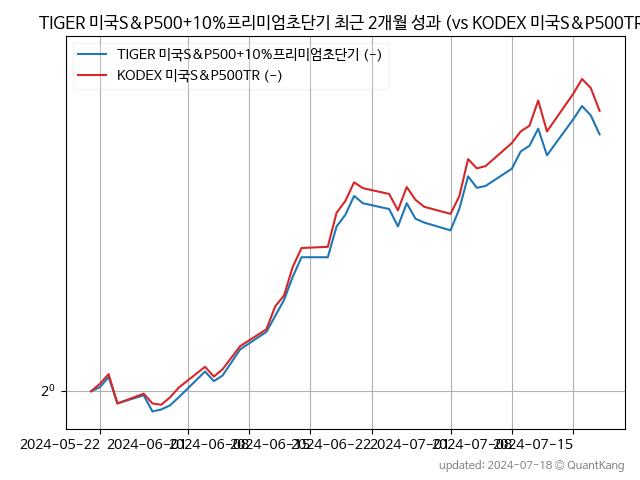 TIGER 미국S&P500+10%프리미엄초단기 최근 2개월 성과 (vs KODEX 미국S&P500TR
TIGER 미국S&P500+10%프리미엄초단기 (-)
KODEX 미국S&P500TR (-)
2⁰
2024-05-22 2024-06-01 2024-06-08 2024-06-15 2024-06-22 2024-07-01 2024-07-08 2024-07-15
updated: 2024-07-18 © QuantKang